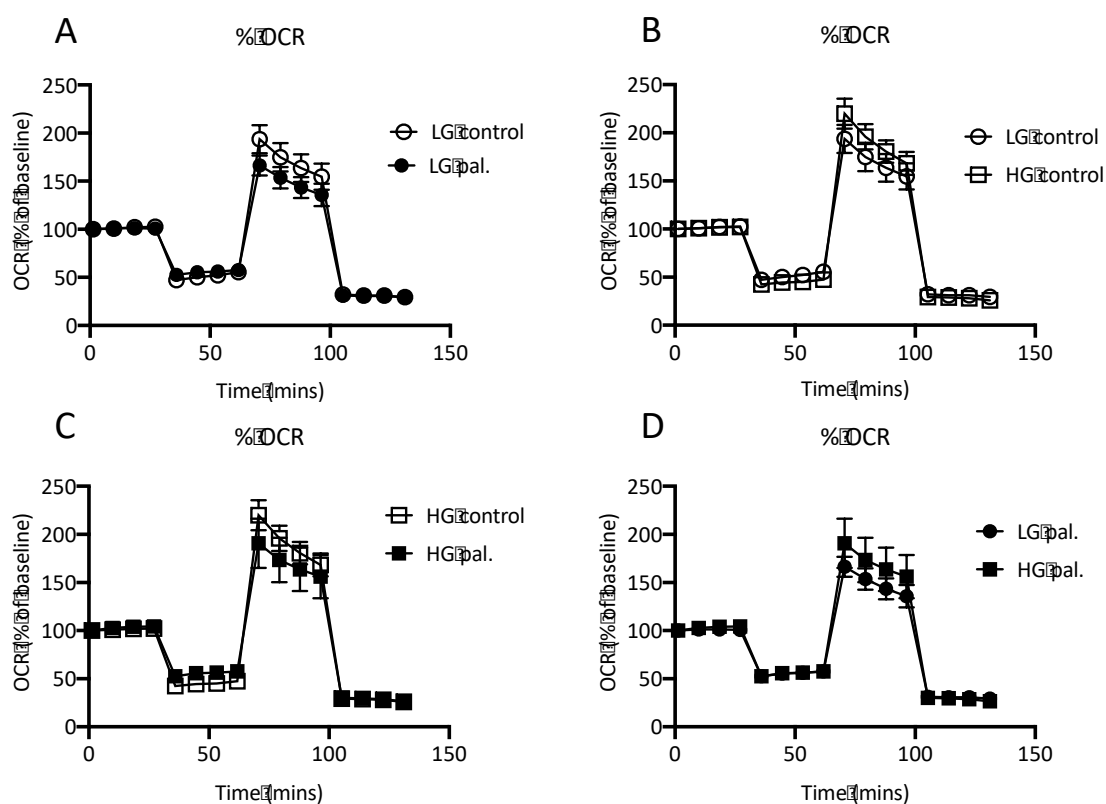 A
% OCR
OCR (% of baseline)
250
200
150
100
50
0
0 50 100 150
Time (mins)
LG control
LG pal.
B
% OCR
OCR (% of baseline)
250
200
150
100
50
0
0 50 100 150
Time (mins)
LG control
HG control
C
% OCR
OCR (% of baseline)
250
200
150
100
50
0
0 50 100 150
Time (mins)
HG control
HG pal.
D
% OCR
OCR (% of baseline)
250
200
150
100
50
0
0 50 100 150
Time (mins)
LG pal.
HG pal.